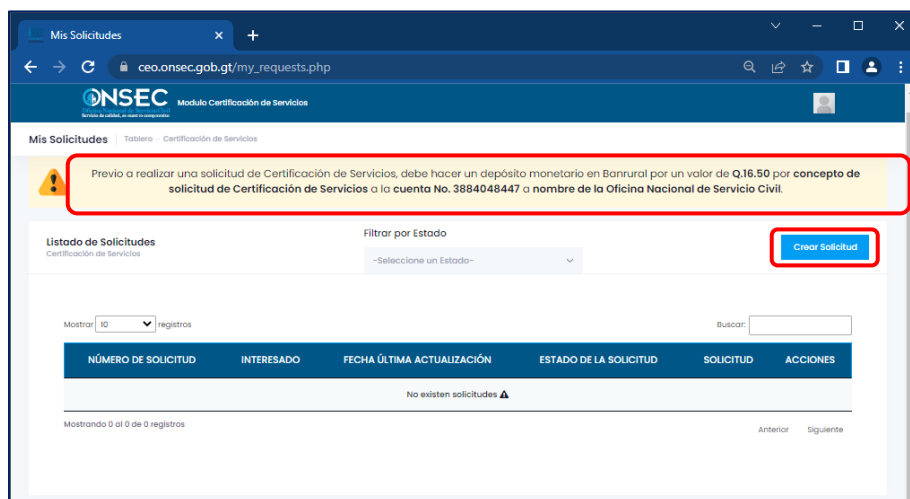 Mis Solicitudes
ceo.onsec.gob.gt/my_requests.php
ONSEC Modulo Certificación de Servicios
Oficina Nacional de Servicio Civil
Mis Solicitudes Tablero - Certificación de Servicios
Previo a realizar una solicitud de Certificación de Servicios, debe hacer un depósito monetario en Banrural por un valor de Q.16.50 por concepto de
solicitud de Certificación de Servicios a la cuenta No. 3884048447 a nombre de la Oficina Nacional de Servicio Civil.
Listado de Solicitudes
Certificación de Servicios
Filtrar por Estado
-Seleccione un Estado-
Crear Solicitud
Mostrar 10 registros
Buscar:
NÚMERO DE SOLICITUD INTERESADO FECHA ÚLTIMA ACTUALIZACIÓN ESTADO DE LA SOLICITUD SOLICITUD ACCIONES
No existen solicitudes
Mostrando 0 al 0 de 0 registros
Anterior Siguiente